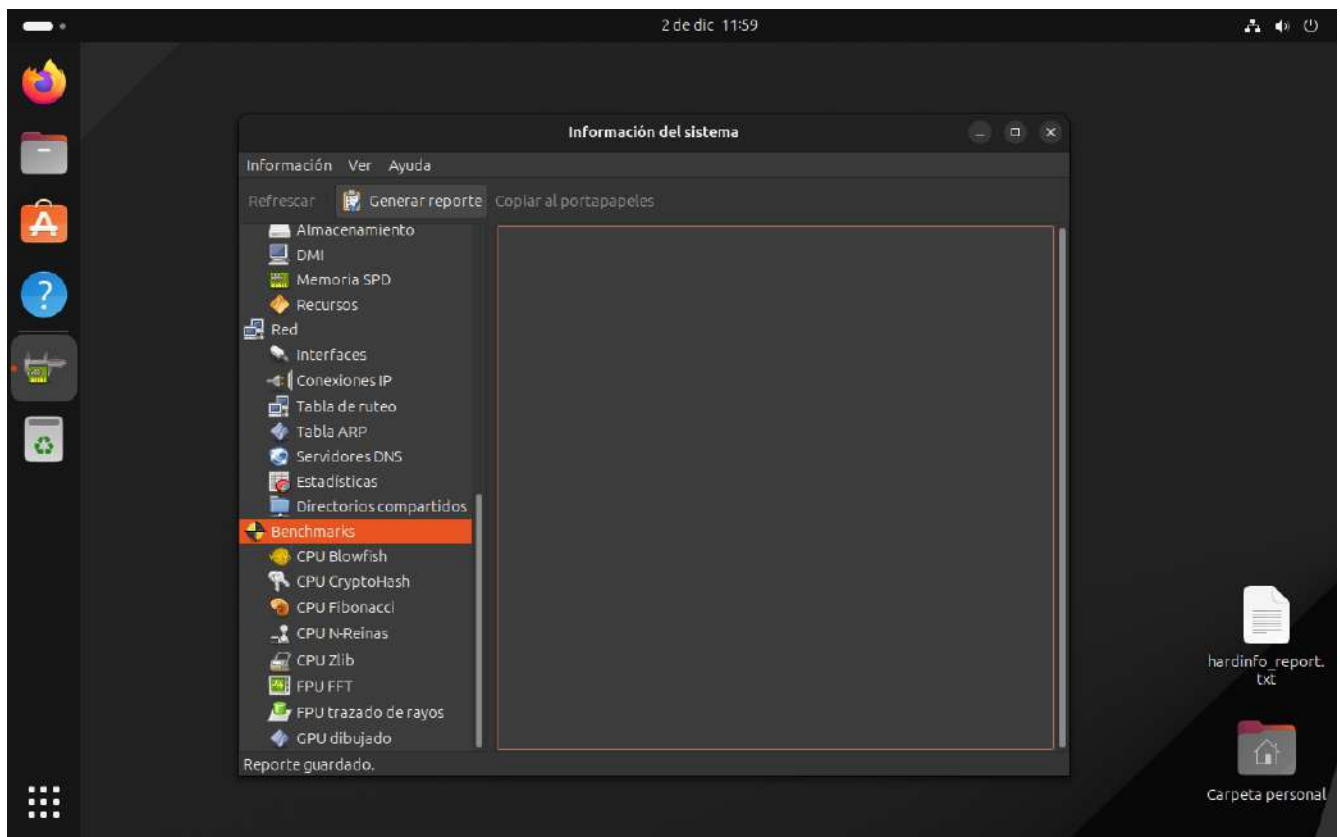 2 de dic 11:59
Información del sistema
Información Ver Ayuda
Refrescar Generar reporte Copiar al portapapeles
Almacenamiento
DMI
Memoria SPD
Recursos
Red
Interfaces
Conexiones IP
Tabla de ruteo
Tabla ARP
Servidores DNS
Estadísticas
Directorios compartidos
Benchmarks
CPU Blowfish
CPU CryptoHash
CPU Fibonacci
CPU N-Reinas
CPU Zlib
FPU FFT
FPU trazado de rayos
GPU dibujado
Reporte guardado.
hardinfo_report.
txt
Carpeta personal